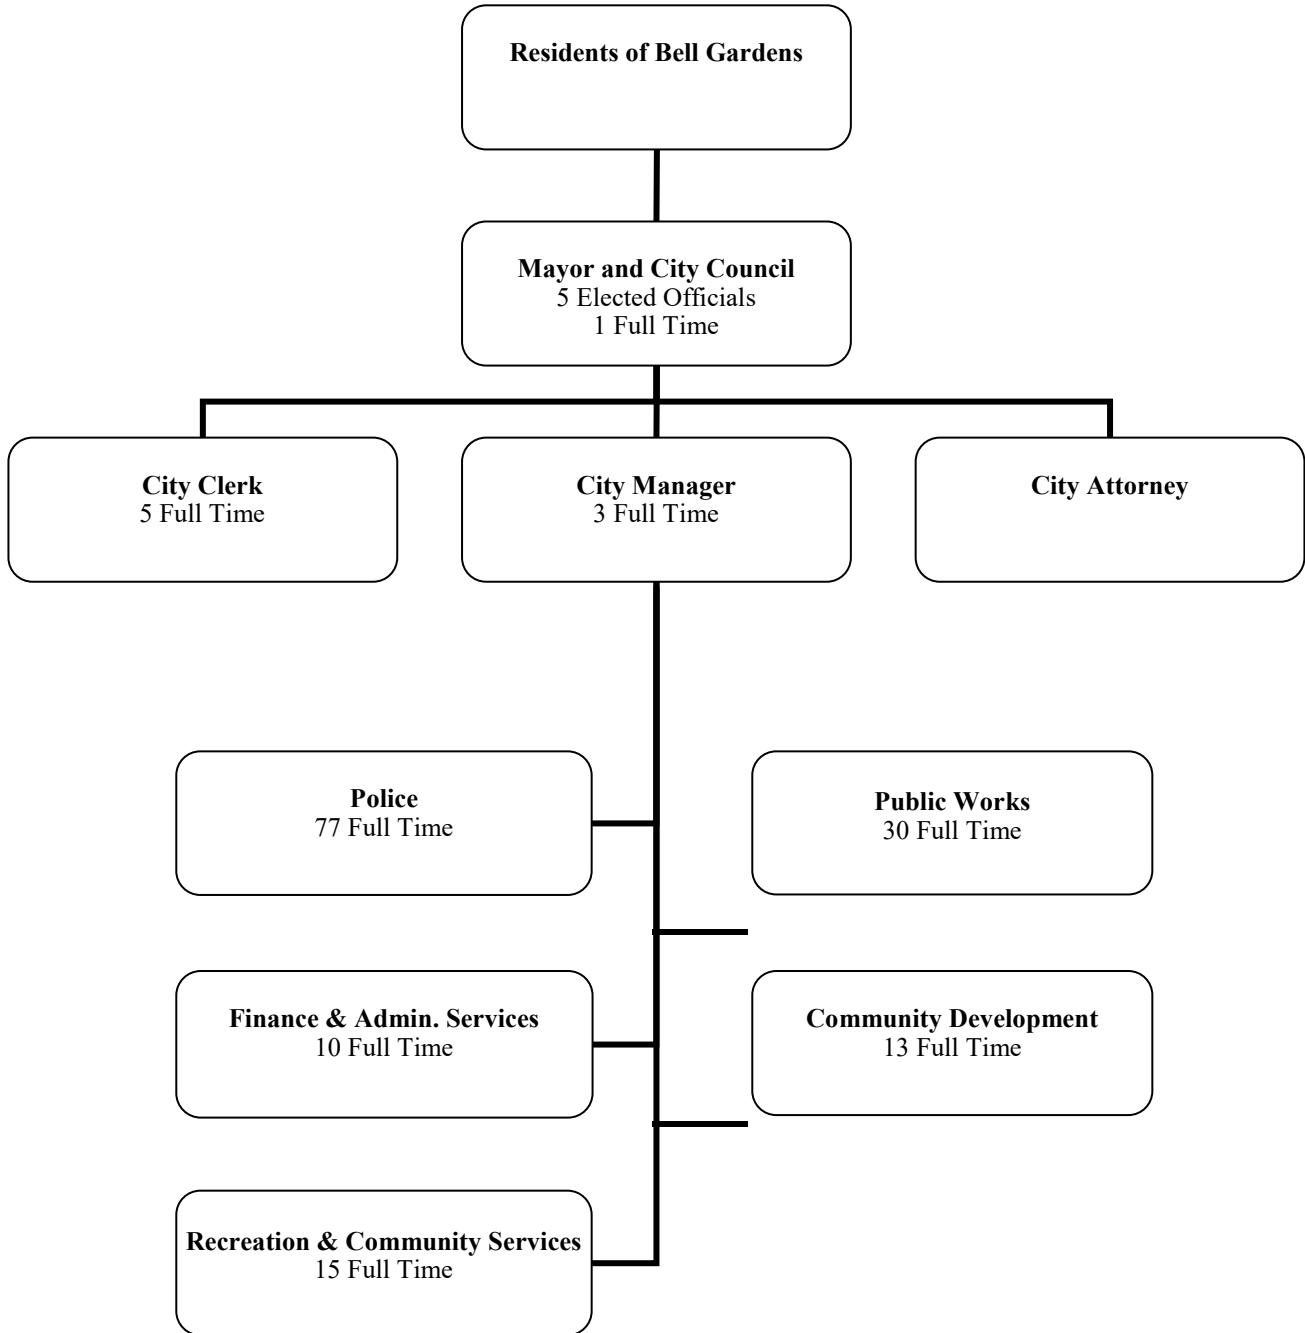 Residents of Bell Gardens
Mayor and City Council
5 Elected Officials
1 Full Time
City Clerk
5 Full Time
City Manager
3 Full Time
City Attorney
Police
77 Full Time
Public Works
30 Full Time
Finance & Admin. Services
10 Full Time
Community Development
13 Full Time
Recreation & Community Services
15 Full Time